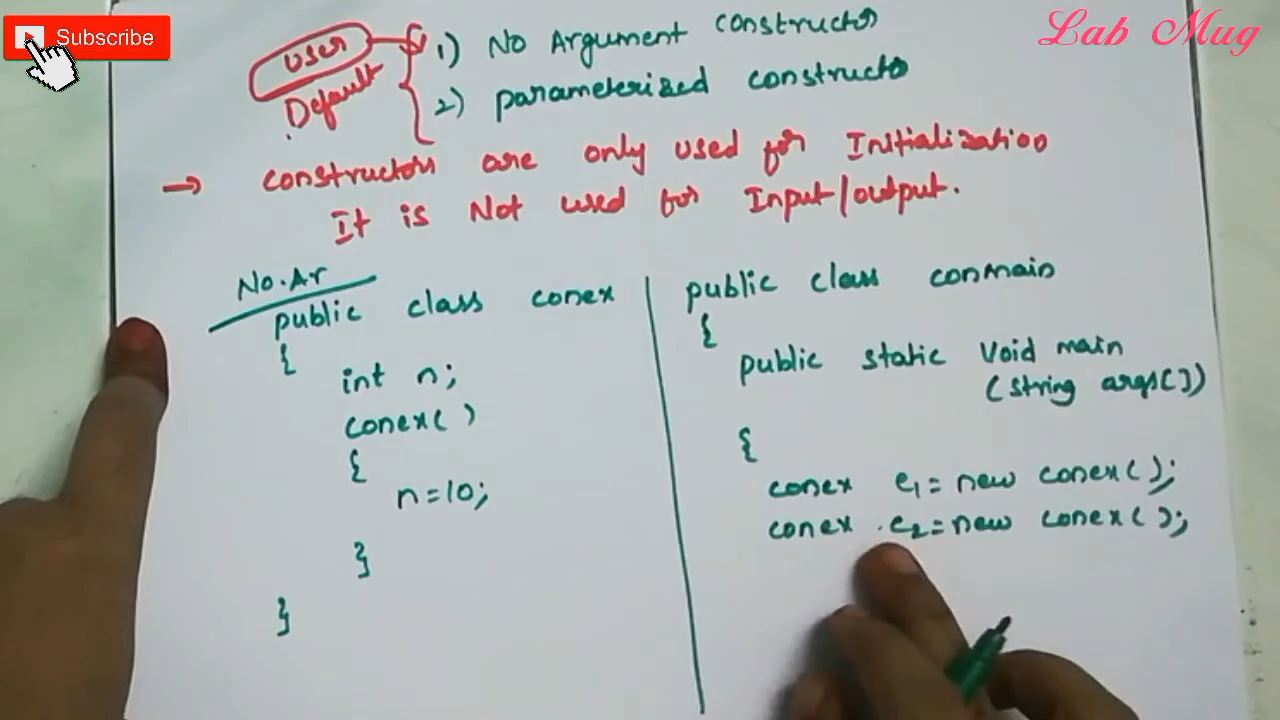 Subscribe
Lab Mug
User
Default
1) No Argument constructor
2) parameterized constructor
→ constructors are only used for Initialization
It is Not used for Input/output.
No.Ar
public class conex
{
int n;
conex( )
{
n=10;
}
}
public class conmain
{
public static void main
(string args[])
{
conex e1 = new conex( );
conex e2 = new conex( );